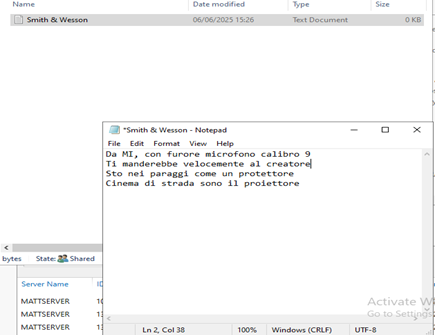 Name Date modified Type Size
Smith & Wesson 06/06/2025 15:26 Text Document 0 KB
*Smith & Wesson - Notepad
File Edit Format View Help
Da MI, con furore microfono calibro 9
Ti manderebbe velocemente al creatore
Sto nei paraggi come un protettore
Cinema di strada sono il proiettore
bytes State: Shared
Server Name
MATTSERVER
MATTSERVER
MATTSERVER
Activate W
Go to Settings
Ln 2, Col 38 100% Windows (CRLF) UTF-8